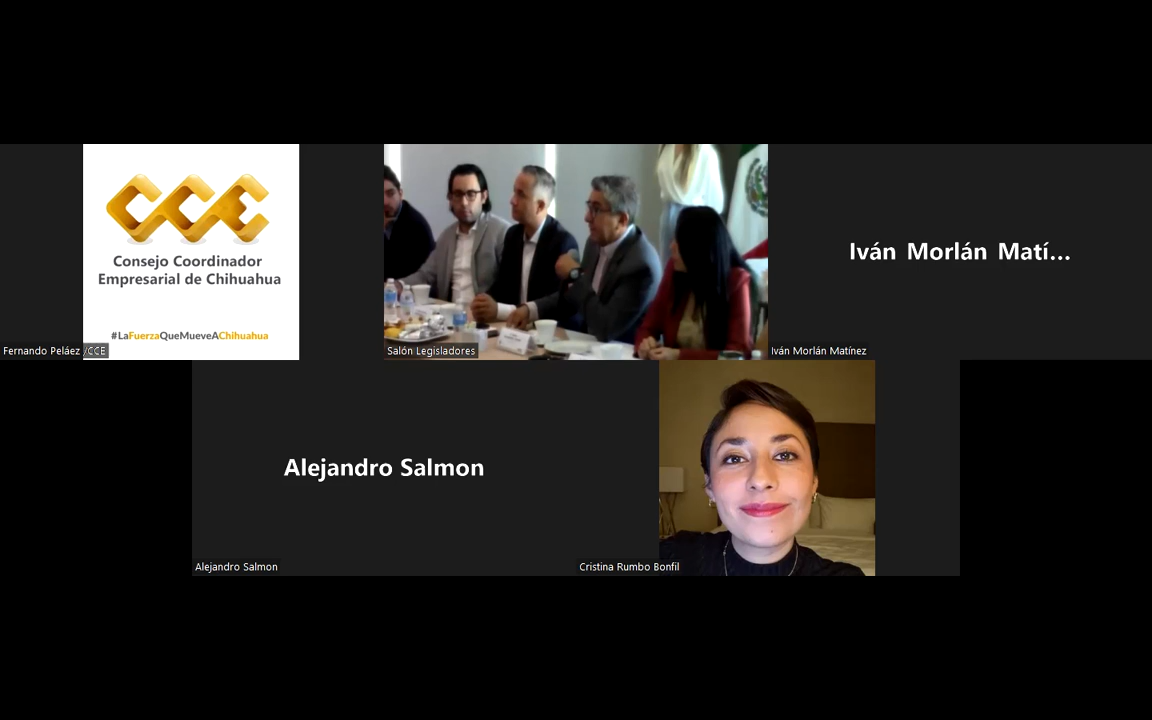 CCE
Consejo Coordinador
Empresarial de Chihuahua
#LaFuerzaQueMueveAChihuahua
Fernando Peláez /CCE
Salón Legisladores
Iván Morlán Matí...
Iván Morlán Matínez
Alejandro Salmon
Alejandro Salmon
Cristina Rumbo Bonfil